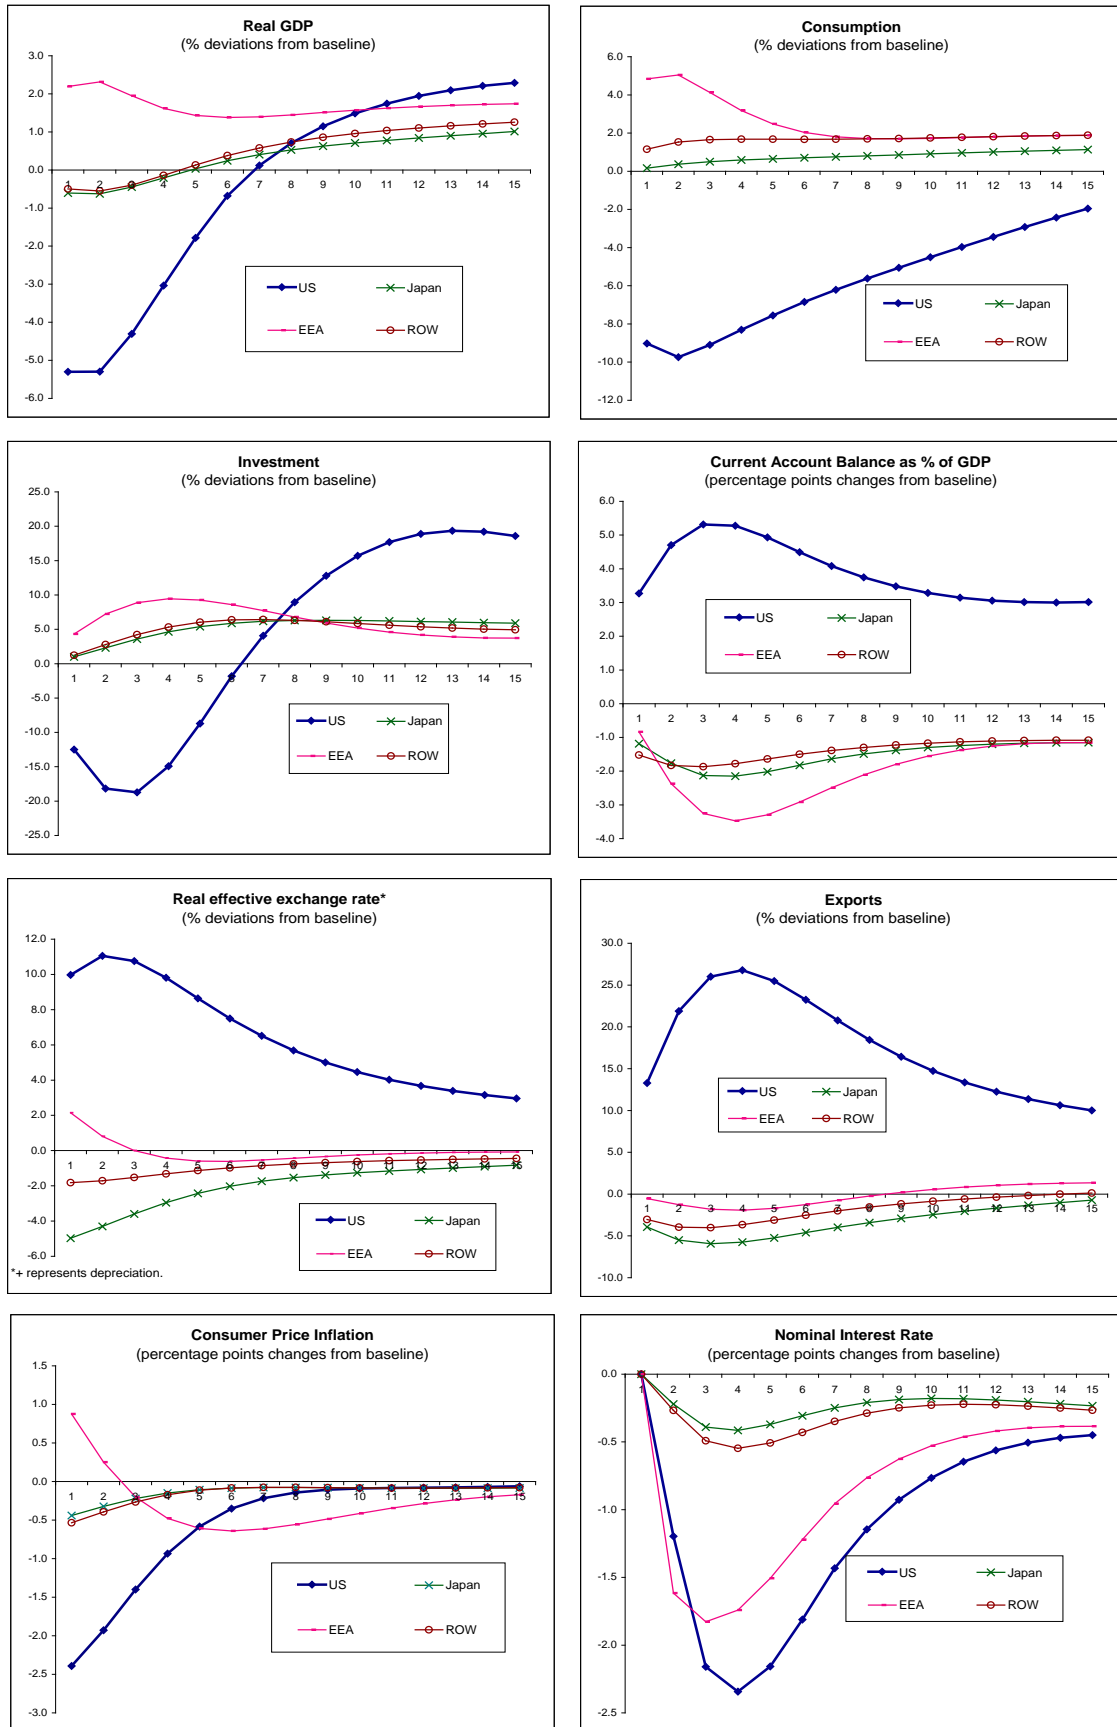 Real GDP
(% deviations from baseline)
3.0
2.0
1.0
0.0
-1.0
-2.0
-3.0
-4.0
-5.0
-6.0
1 2 3 4 5 6 7 8 9 10 11 12 13 14 15
US Japan
EEA ROW
Consumption
(% deviations from baseline)
6.0
4.0
2.0
0.0
-2.0
-4.0
-6.0
-8.0
-10.0
-12.0
1 2 3 4 5 6 7 8 9 10 11 12 13 14 15
US Japan
EEA ROW
Investment
(% deviations from baseline)
25.0
20.0
15.0
10.0
5.0
0.0
-5.0
-10.0
-15.0
-20.0
-25.0
1 2 3 4 5 6 7 8 9 10 11 12 13 14 15
US Japan
EEA ROW
Current Account Balance as % of GDP
(percentage points changes from baseline)
6.0
5.0
4.0
3.0
2.0
1.0
0.0
-1.0
-2.0
-3.0
-4.0
1 2 3 4 5 6 7 8 9 10 11 12 13 14 15
US Japan
EEA ROW
Real effective exchange rate*
(% deviations from baseline)
12.0
10.0
8.0
6.0
4.0
2.0
0.0
-2.0
-4.0
-6.0
1 2 3 4 5 6 7 8 9 10 11 12 13 14 15
US Japan
EEA ROW
*+ represents depreciation.
Exports
(% deviations from baseline)
30.0
25.0
20.0
15.0
10.0
5.0
0.0
-5.0
-10.0
1 2 3 4 5 6 7 8 9 10 11 12 13 14 15
US Japan
EEA ROW
Consumer Price Inflation
(percentage points changes from baseline)
1.5
1.0
0.5
0.0
-0.5
-1.0
-1.5
-2.0
-2.5
-3.0
1 2 3 4 5 6 7 8 9 10 11 12 13 14 15
US Japan
EEA ROW
Nominal Interest Rate
(percentage points changes from baseline)
0.0
-0.5
-1.0
-1.5
-2.0
-2.5
1 2 3 4 5 6 7 8 9 10 11 12 13 14 15
US Japan
EEA ROW